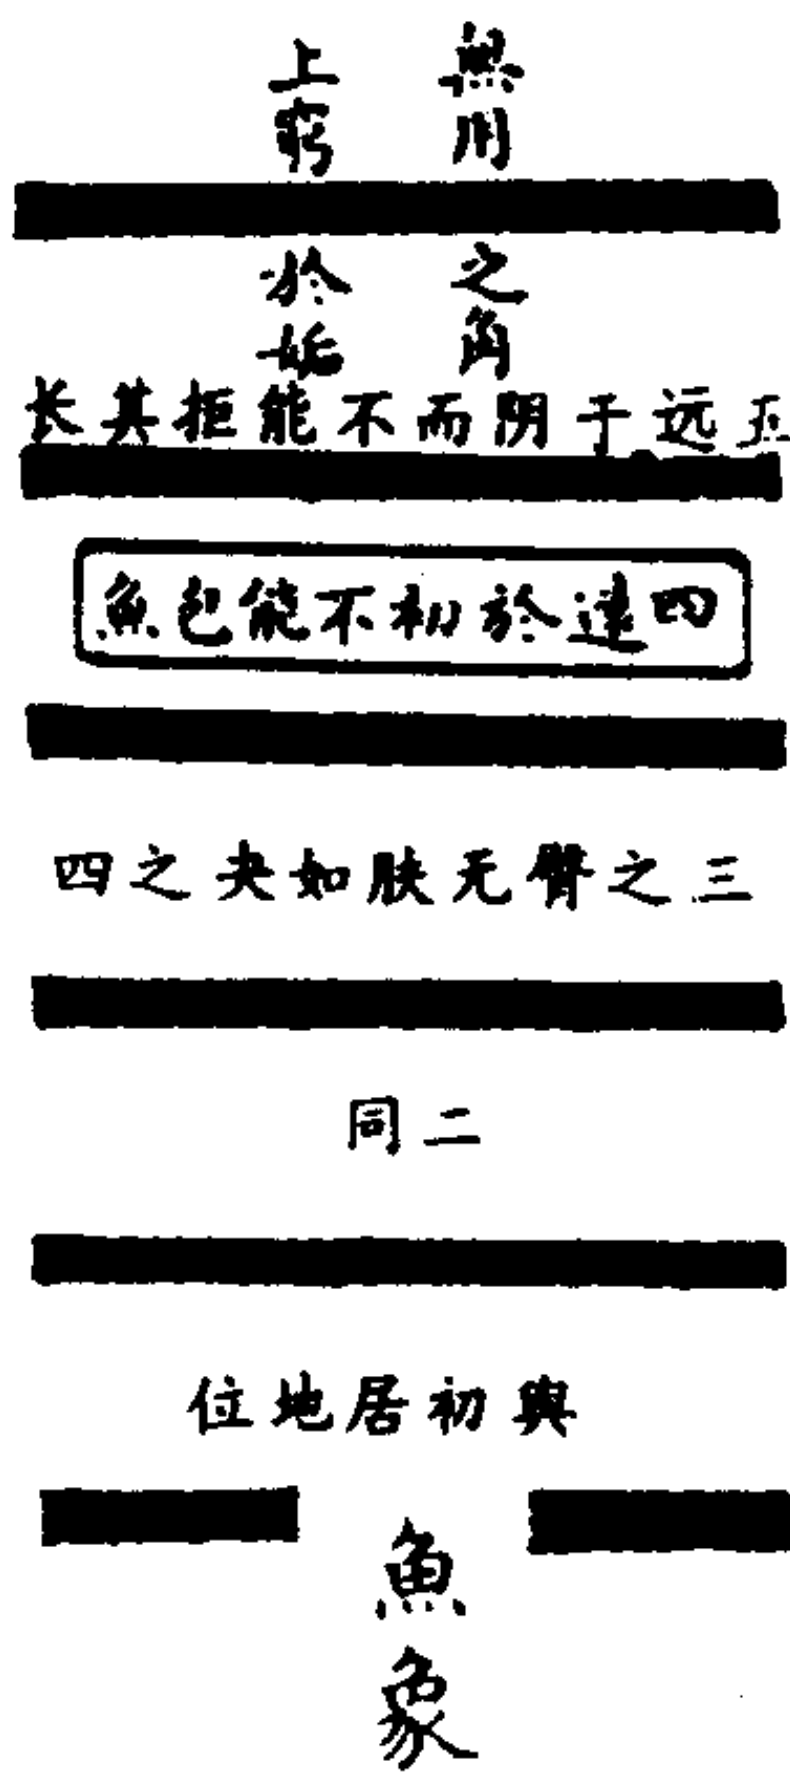 無用之角
上窮於姤
五远于阴而不能拒其长
四遠於初不能包魚
三之臀无肤如夬之四
二同
與初居地位
魚象